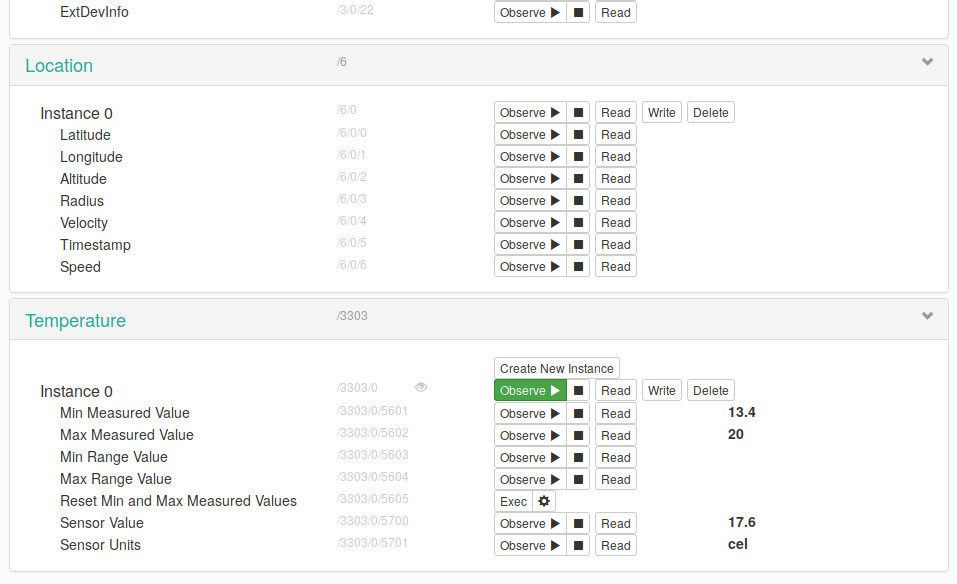 ExtDevInfo /3/0/22 Observe Read
Location /6
Instance 0 /6/0 Observe Read Write Delete
Latitude /6/0/0 Observe Read
Longitude /6/0/1 Observe Read
Altitude /6/0/2 Observe Read
Radius /6/0/3 Observe Read
Velocity /6/0/4 Observe Read
Timestamp /6/0/5 Observe Read
Speed /6/0/6 Observe Read
Temperature /3303
Create New Instance
Instance 0 /3303/0 Observe Read Write Delete
Min Measured Value /3303/0/5601 Observe Read 13.4
Max Measured Value /3303/0/5602 Observe Read 20
Min Range Value /3303/0/5603 Observe Read
Max Range Value /3303/0/5604 Observe Read
Reset Min and Max Measured Values /3303/0/5605 Exec
Sensor Value /3303/0/5700 Observe Read 17.6
Sensor Units /3303/0/5701 Observe Read cel